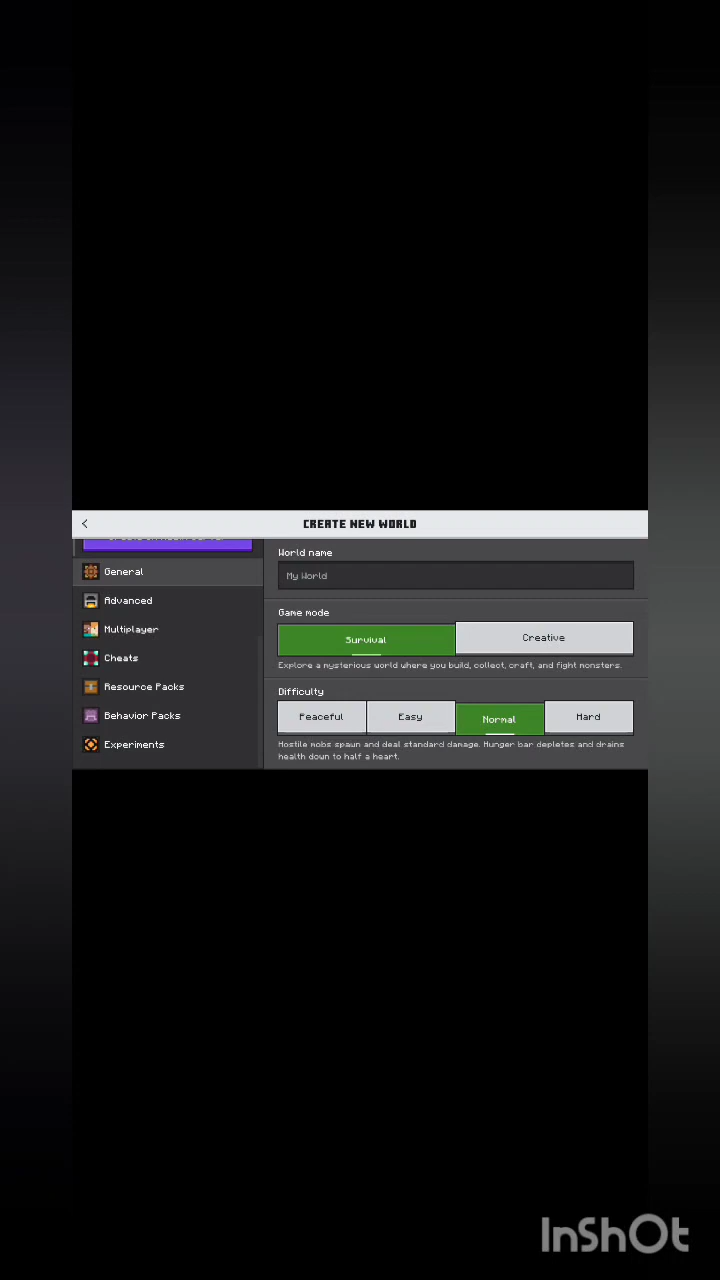 CREATE NEW WORLD
General
Advanced
Multiplayer
Cheats
Resource Packs
Behavior Packs
Experiments
World name
My World
Game mode
Survival
Creative
Explore a mysterious world where you build, collect, craft, and fight monsters.
Difficulty
Peaceful
Easy
Normal
Hard
Hostile mobs spawn and deal standard damage. Hunger bar depletes and drains
health down to half a heart.
InShOt